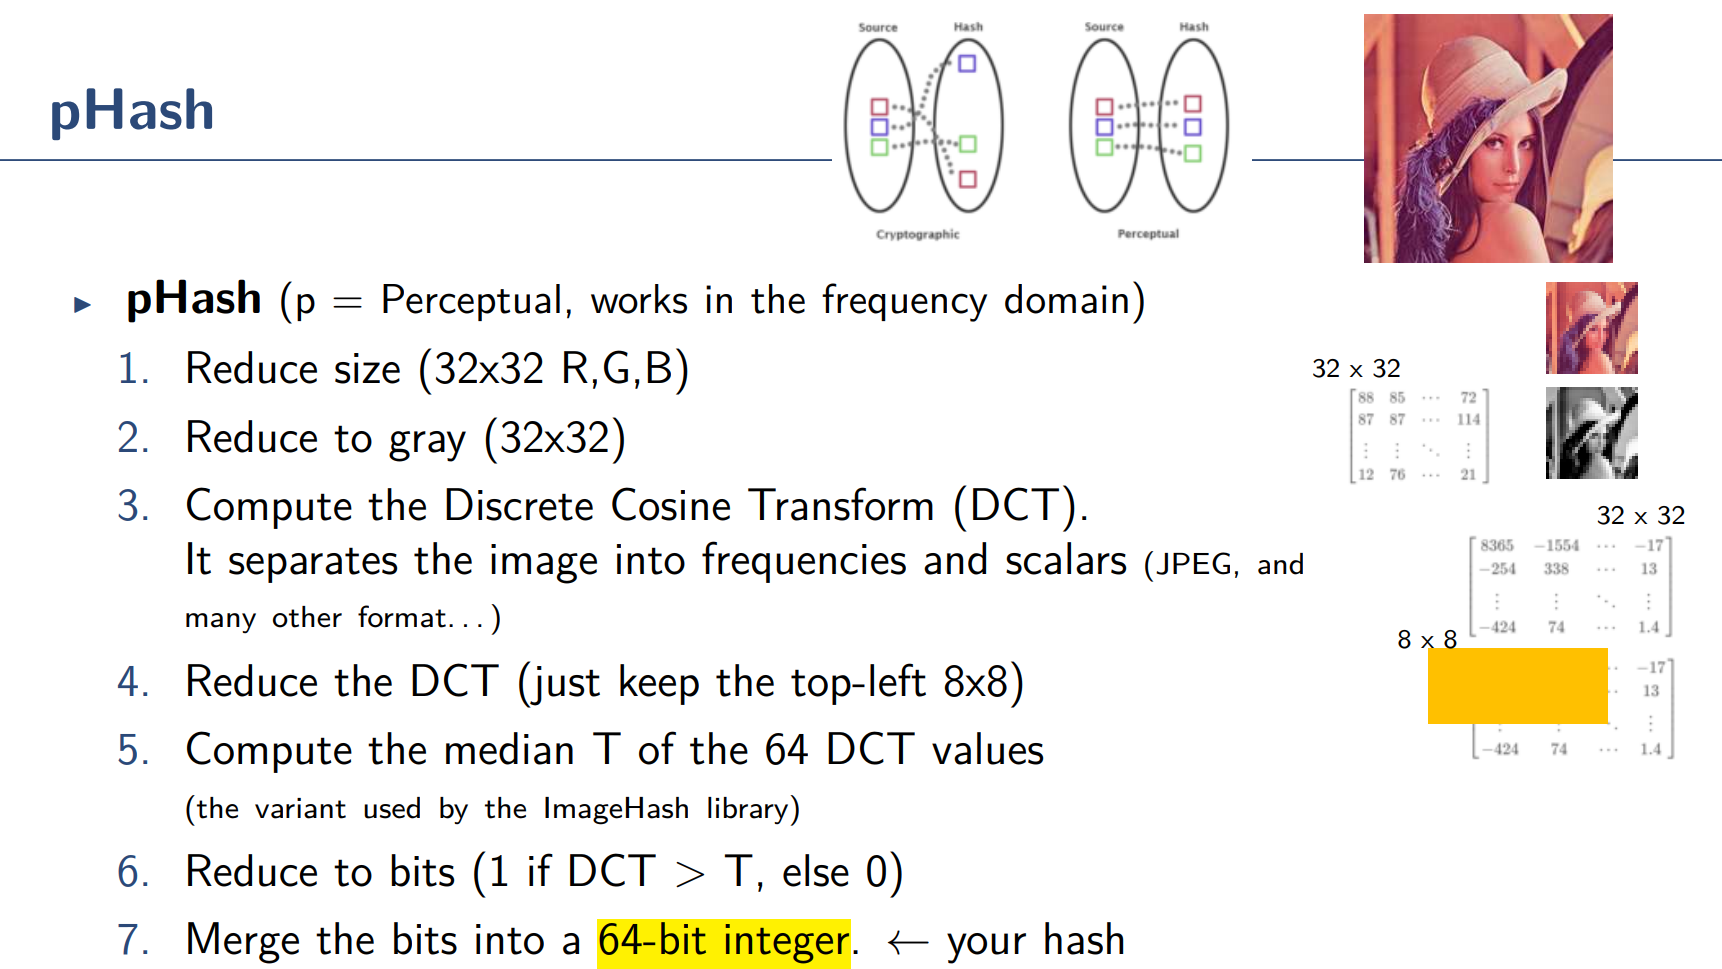 Source Hash Source Hash
pHash
Cryptographic Perceptual
▸ pHash (p = Perceptual, works in the frequency domain)
1. Reduce size (32x32 R,G,B)
32 x 32
88 85 ⋯ 72
87 87 ⋯ 114
⋮ ⋮ ⋱ ⋮
12 76 ⋯ 21
2. Reduce to gray (32x32)
3. Compute the Discrete Cosine Transform (DCT).
It separates the image into frequencies and scalars (JPEG, and
many other format...)
32 x 32
8365 −1554 ⋯ −17
−254 338 ⋯ 13
⋮ ⋮ ⋱ ⋮
−424 74 ⋯ 1.4
4. Reduce the DCT (just keep the top-left 8x8)
8 x 8
−17
13
⋮
−424 74 ⋯ 1.4
5. Compute the median T of the 64 DCT values
(the variant used by the ImageHash library)
6. Reduce to bits (1 if DCT > T, else 0)
7. Merge the bits into a 64-bit integer. ← your hash